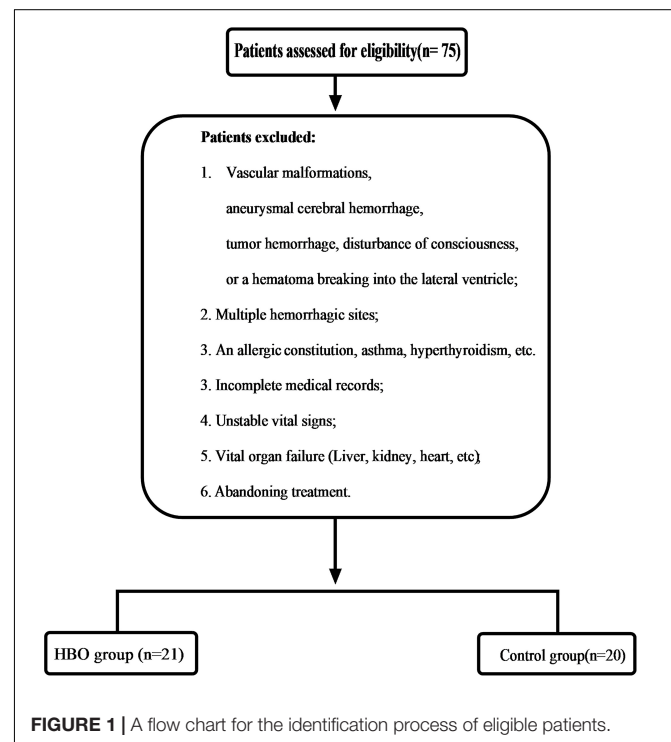 Patients assessed for eligibility(n= 75)
Patients excluded:
1. Vascular malformations,
aneurysmal cerebral hemorrhage,
tumor hemorrhage, disturbance of consciousness,
or a hematoma breaking into the lateral ventricle;
2. Multiple hemorrhagic sites;
3. An allergic constitution, asthma, hyperthyroidism, etc.
3. Incomplete medical records;
4. Unstable vital signs;
5. Vital organ failure (Liver, kidney, heart, etc);
6. Abandoning treatment.
HBO group (n=21)
Control group(n=20)
FIGURE 1 | A flow chart for the identification process of eligible patients.